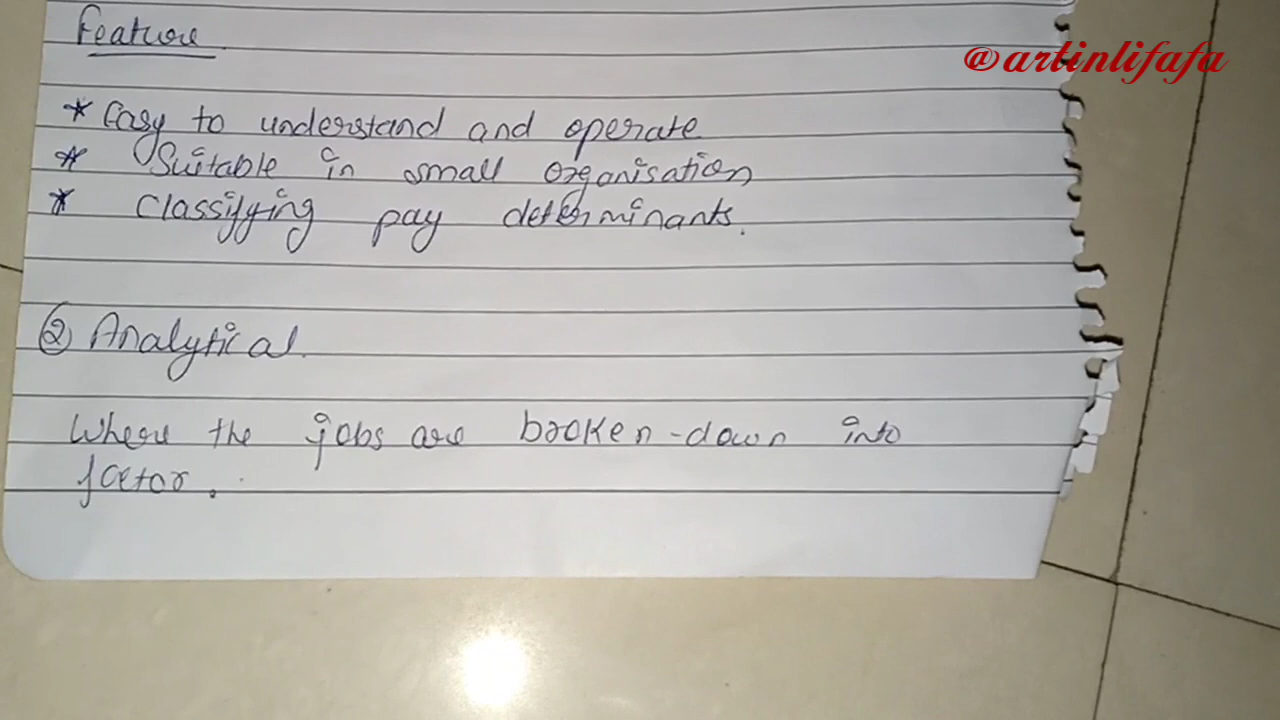 Feature
@artinlifafa
* Easy to understand and operate
* Suitable in small organisation
* Classifying pay determinants.
② Analytical.
Where the jobs are broken-down into
factor.